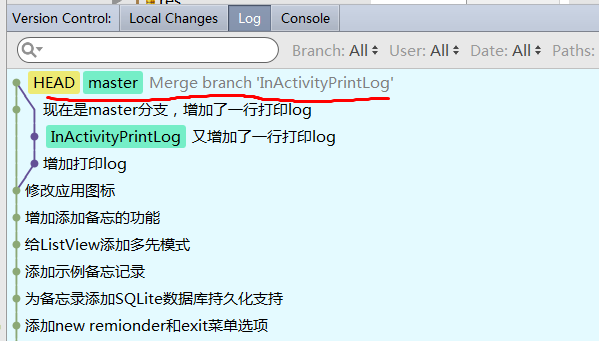 Version Control: Local Changes Log Console
Branch: All User: All Date: All Paths:
HEAD master Merge branch 'InActivityPrintLog'
现在是master分支，增加了一行打印log
InActivityPrintLog 又增加了一行打印log
增加打印log
修改应用图标
增加添加备忘的功能
给ListView添加多先模式
添加示例备忘记录
为备忘录添加SQLite数据库持久化支持
添加new remionder和exit菜单选项